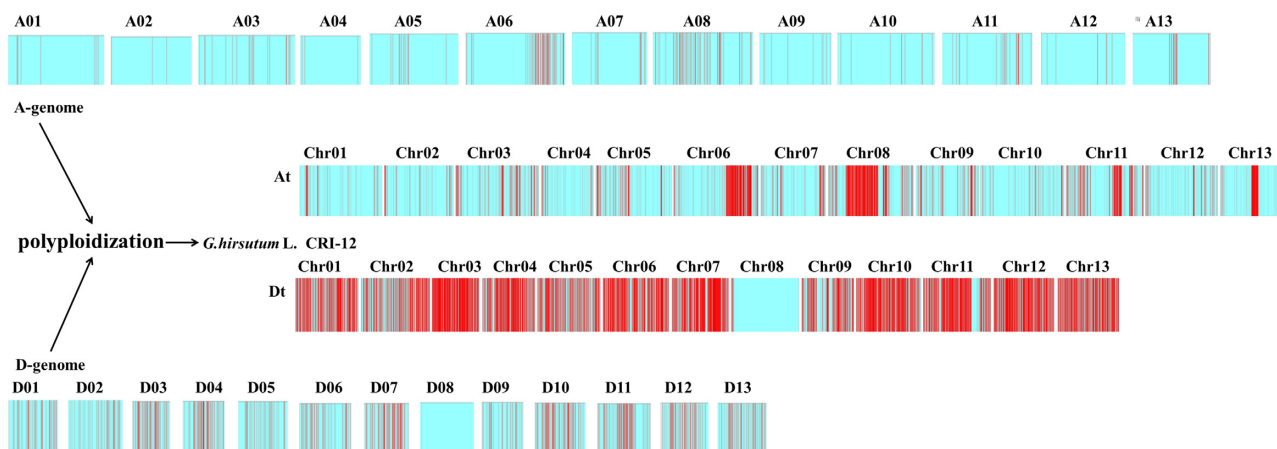 A01 A02 A03 A04 A05 A06 A07 A08 A09 A10 A11 A12 A13
A-genome
Chr01 Chr02 Chr03 Chr04 Chr05 Chr06 Chr07 Chr08 Chr09 Chr10 Chr11 Chr12 Chr13
At
polyploidization G.hirsutum L. CRI-12
Chr01 Chr02 Chr03 Chr04 Chr05 Chr06 Chr07 Chr08 Chr09 Chr10 Chr11 Chr12 Chr13
Dt
D-genome
D01 D02 D03 D04 D05 D06 D07 D08 D09 D10 D11 D12 D13